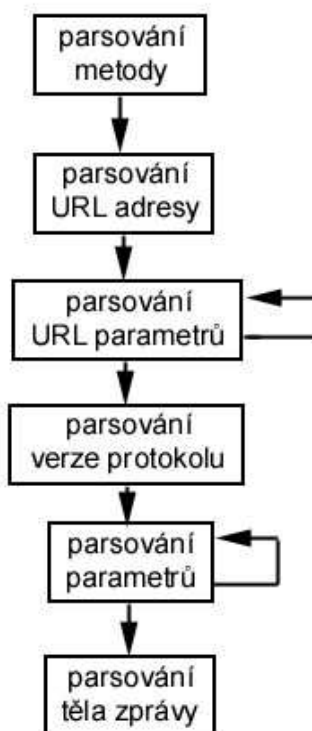 parsování
metody
parsování
URL adresy
parsování
URL parametrů
parsování
verze protokolu
parsování
parametrů
parsování
těla zprávy